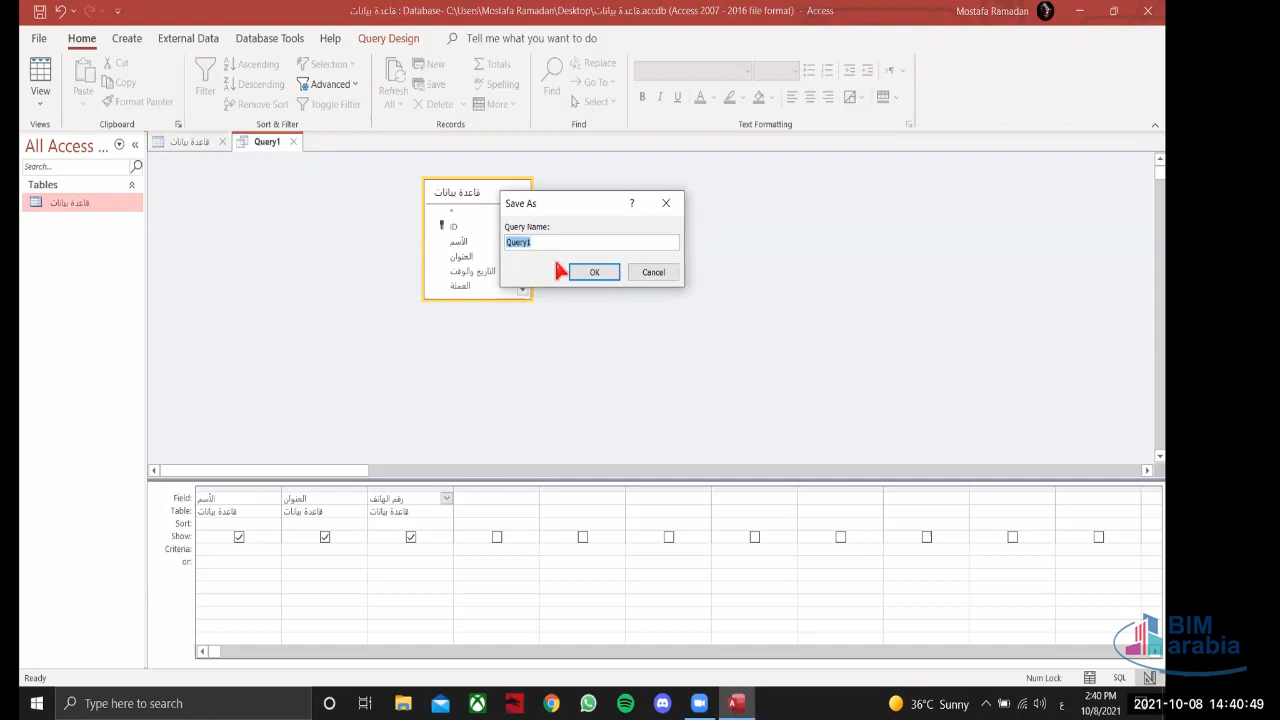 قاعدة بيانات : Database- C:\Users\Mostafa Ramadan\Desktop\قاعدة بيانات.accdb (Access 2007 - 2016 file format) - Access
Mostafa Ramadan
File Home Create External Data Database Tools Help Query Design Tell me what you want to do
View
Views
Paste
Cut
Copy
Format Painter
Clipboard
Filter
Ascending
Descending
Remove Sort
Selection
Advanced
Toggle Filter
Sort & Filter
Refresh
All
New
Save
Delete
Totals
Spelling
More
Records
Find
Replace
Go To
Select
Find
B I U A
Text Formatting
All Access ...
Search...
Tables
قاعدة بيانات
قاعدة بيانات
Query1
قاعدة بيانات
ID
الأسم
العنوان
التاريخ والوقت
العملة
Save As
Query Name:
Query1
OK
Cancel
Field: الأسم العنوان رقم الهاتف
Table: قاعدة بيانات قاعدة بيانات قاعدة بيانات
Sort:
Show:
Criteria:
or:
BIM
arabia
Ready
Num Lock
SQL
Type here to search
36°C Sunny
ع
2:40 PM
10/8/2021
2021-10-08 14:40:49